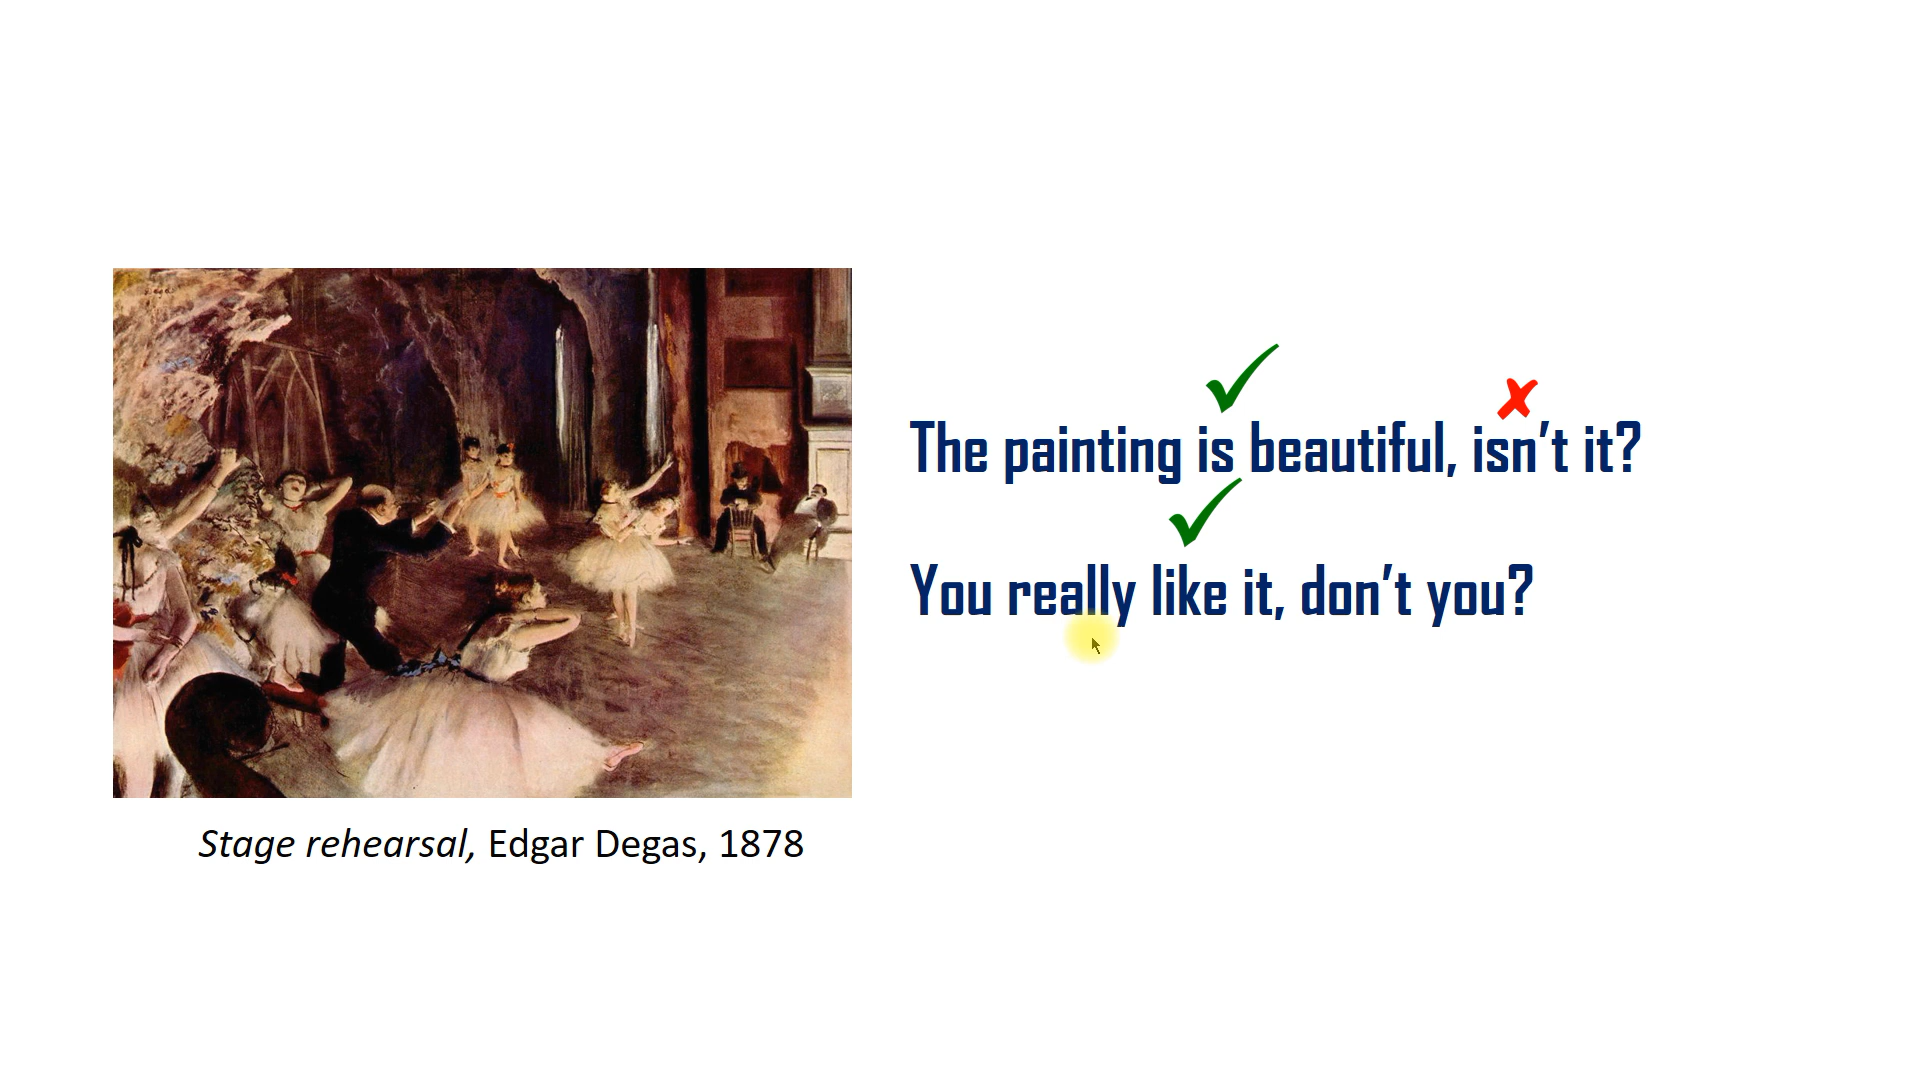 The painting is beautiful, isn’t it?
You really like it, don’t you?
Stage rehearsal, Edgar Degas, 1878